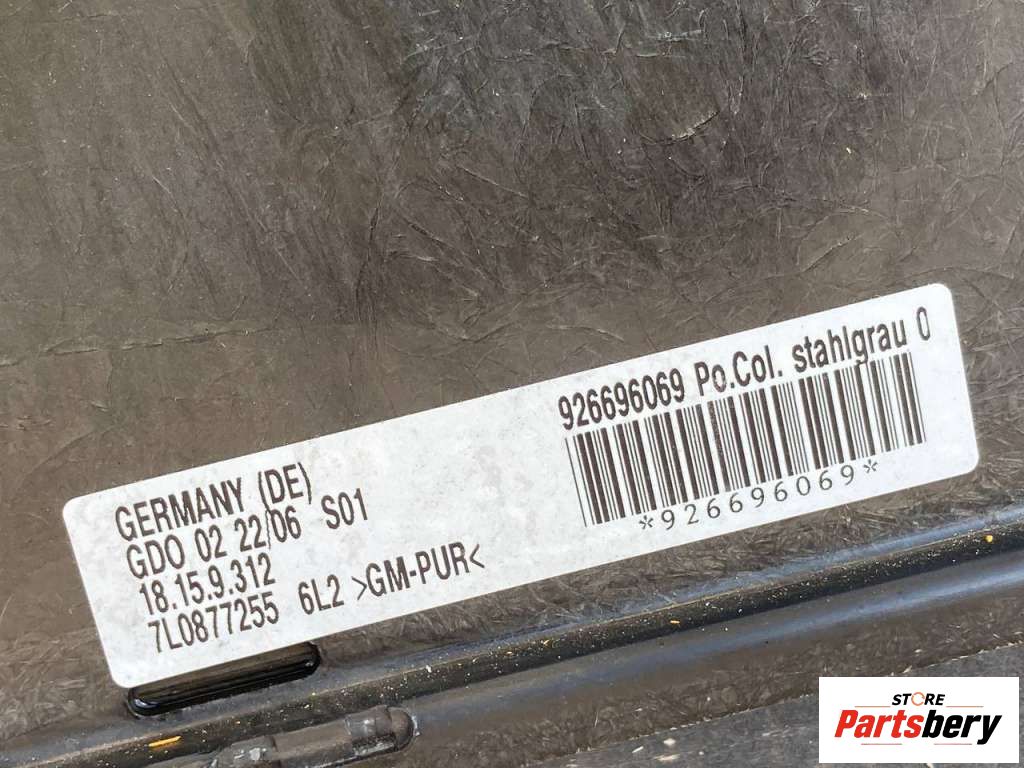 926696069 Po.Col. stahlgrau 0
*926696069*
GERMANY (DE)
GDO 02 22/06 S01
18.15.9.312
7L0877255 6L2 >GM-PUR<
STORE
Partsbery